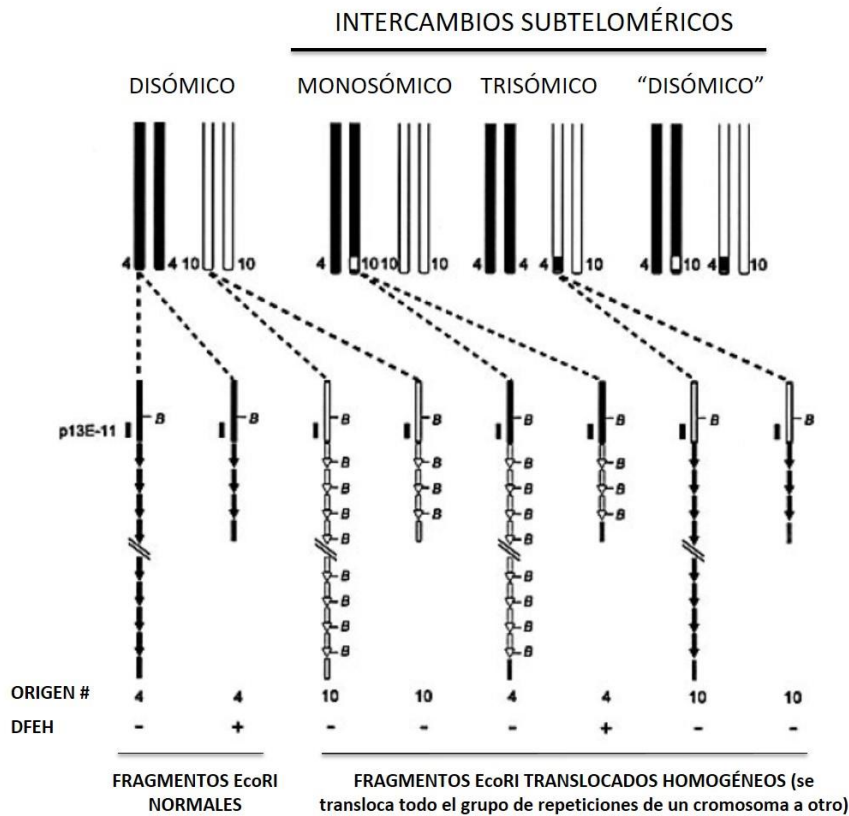 INTERCAMBIOS SUBTELOMÉRICOS
DISÓMICO MONOSÓMICO TRISÓMICO “DISÓMICO”
4 4 10 10 4 10 10 10 4 4 4 10 4 10 4 10
B B B B B B B B
p13E-11
B B B B
B B B B
B B B B
B B
B B
B B
B B
B B
ORIGEN # 4 4 10 10 4 4 10 10
DFEH - + - - - + - -
FRAGMENTOS EcoRI
NORMALES
FRAGMENTOS EcoRI TRANSLOCADOS HOMOGÉNEOS (se
transloca todo el grupo de repeticiones de un cromosoma a otro)